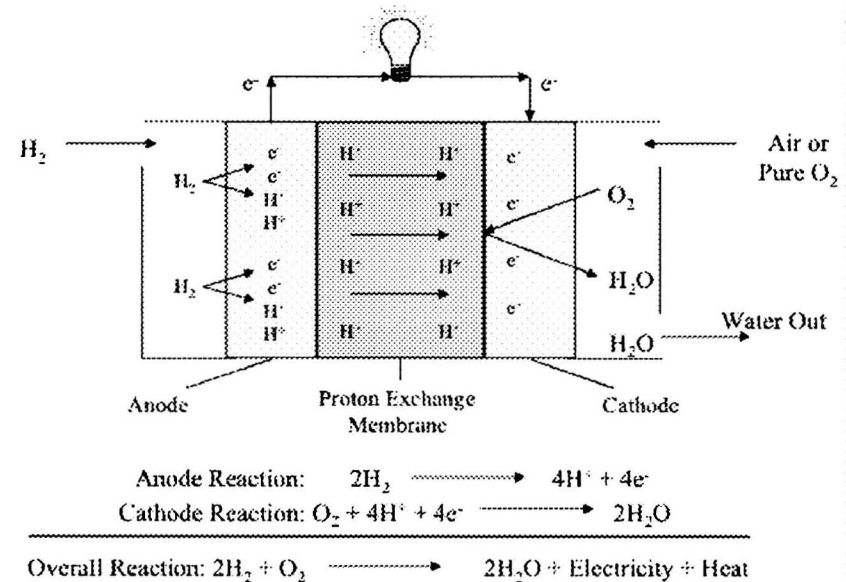 e⁻ e⁻
H₂
Air or
Pure O₂
e⁻ H⁺ H⁺ e⁻
H₂ e⁻
H⁺
H⁺ H⁺ H⁺ e⁻ O₂
e⁻ H⁺ H⁺ e⁻
H₂ e⁻ H₂O
H⁺ e⁻
H⁺ H⁺ H⁺
H₂O Water Out
Anode Proton Exchange Cathode
Membrane
Anode Reaction: 2H₂ → 4H⁺ + 4e⁻
Cathode Reaction: O₂ + 4H⁺ + 4e⁻ → 2H₂O
Overall Reaction: 2H₂ + O₂ → 2H₂O + Electricity + Heat